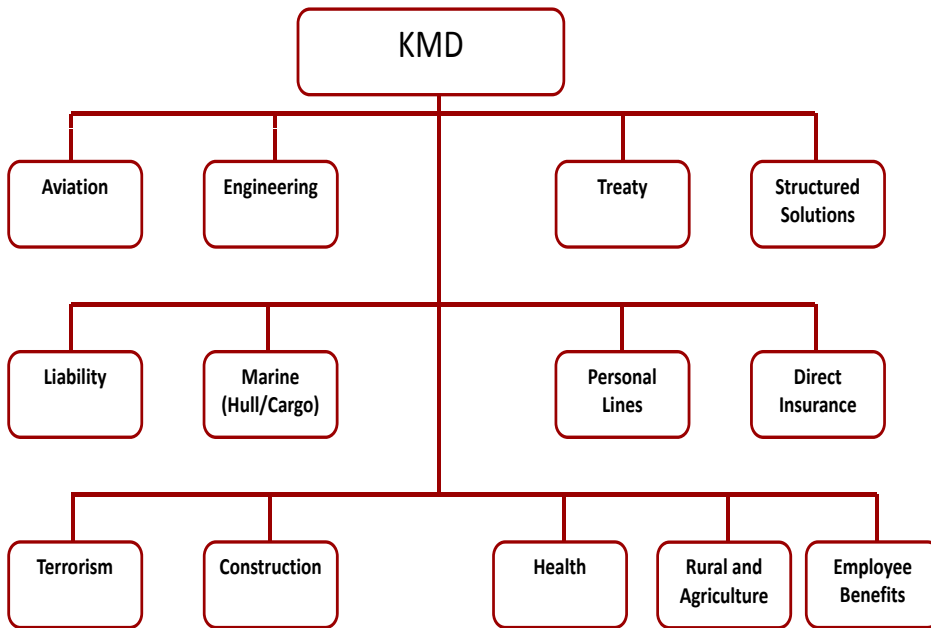 KMD
Aviation
Engineering
Treaty
Structured
Solutions
Liability
Marine
(Hull/Cargo)
Personal
Lines
Direct
Insurance
Terrorism
Construction
Health
Rural and
Agriculture
Employee
Benefits